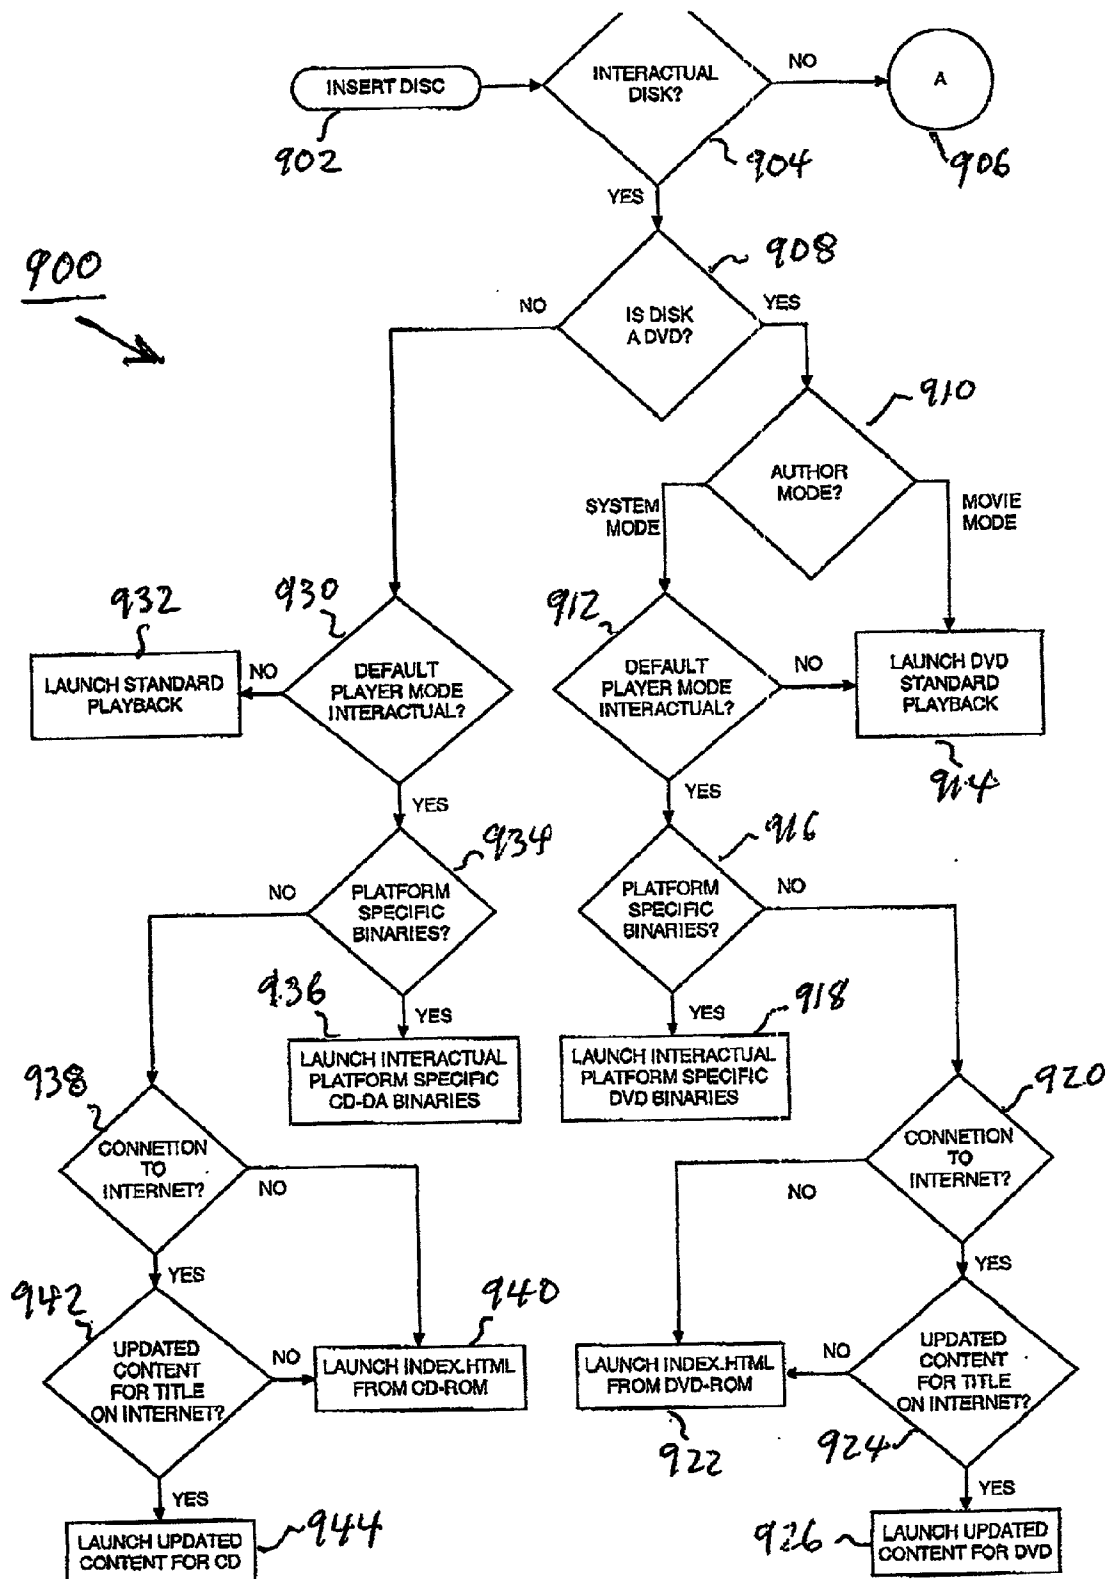 INSERT DISC
902
INTERACTUAL
DISK?
904
NO
A
906
YES
900
908
IS DISK
A DVD?
NO
YES
910
AUTHOR
MODE?
SYSTEM
MODE
MOVIE
MODE
932
LAUNCH STANDARD
PLAYBACK
930
NO
DEFAULT
PLAYER MODE
INTERACTUAL?
912
DEFAULT
PLAYER MODE
INTERACTUAL?
NO
LAUNCH DVD
STANDARD
PLAYBACK
914
YES
YES
934
NO
PLATFORM
SPECIFIC
BINARIES?
916
PLATFORM
SPECIFIC
BINARIES?
NO
936
YES
LAUNCH INTERACTUAL
PLATFORM SPECIFIC
CD-DA BINARIES
YES
918
LAUNCH INTERACTUAL
PLATFORM SPECIFIC
DVD BINARIES
938
CONNETION
TO
INTERNET?
NO
920
CONNETION
TO
INTERNET?
NO
YES
YES
942
UPDATED
CONTENT
FOR TITLE
ON INTERNET?
NO
940
LAUNCH INDEX.HTML
FROM CD-ROM
LAUNCH INDEX.HTML
FROM DVD-ROM
922
NO
UPDATED
CONTENT
FOR TITLE
ON INTERNET?
924
YES
YES
LAUNCH UPDATED
CONTENT FOR CD
944
926
LAUNCH UPDATED
CONTENT FOR DVD